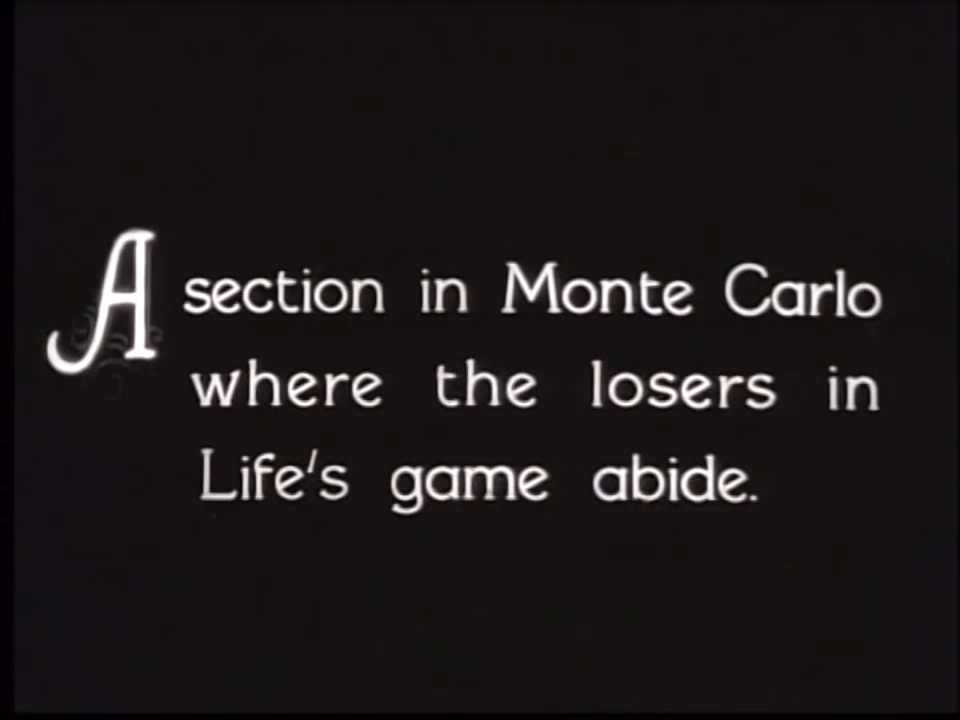 A section in Monte Carlo
where the losers in
Life's game abide.